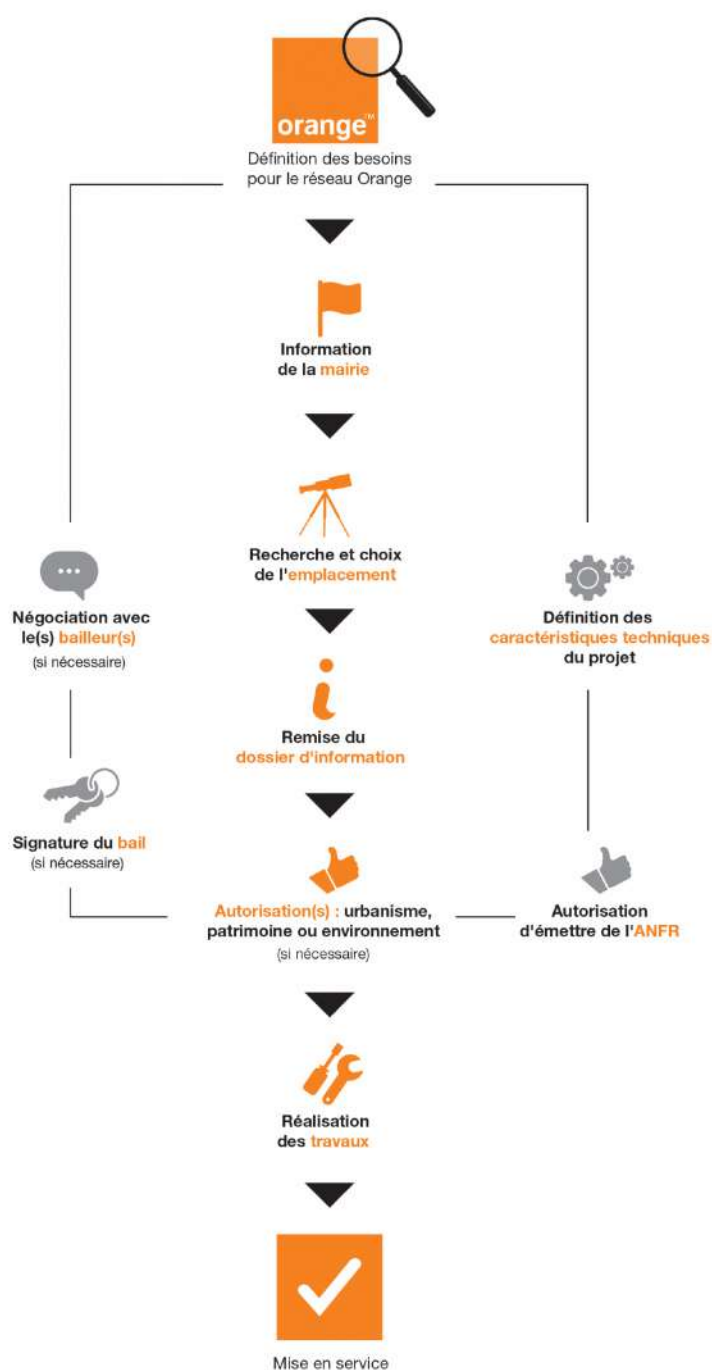 orange™
Définition des besoins
pour le réseau Orange
Information
de la mairie
Recherche et choix
de l'emplacement
Négociation avec
le(s) bailleur(s)
(si nécessaire)
Définition des
caractéristiques techniques
du projet
Remise du
dossier d'information
Signature du bail
(si nécessaire)
Autorisation(s) : urbanisme,
patrimoine ou environnement
(si nécessaire)
Autorisation
d'émettre de l'ANFR
Réalisation
des travaux
Mise en service